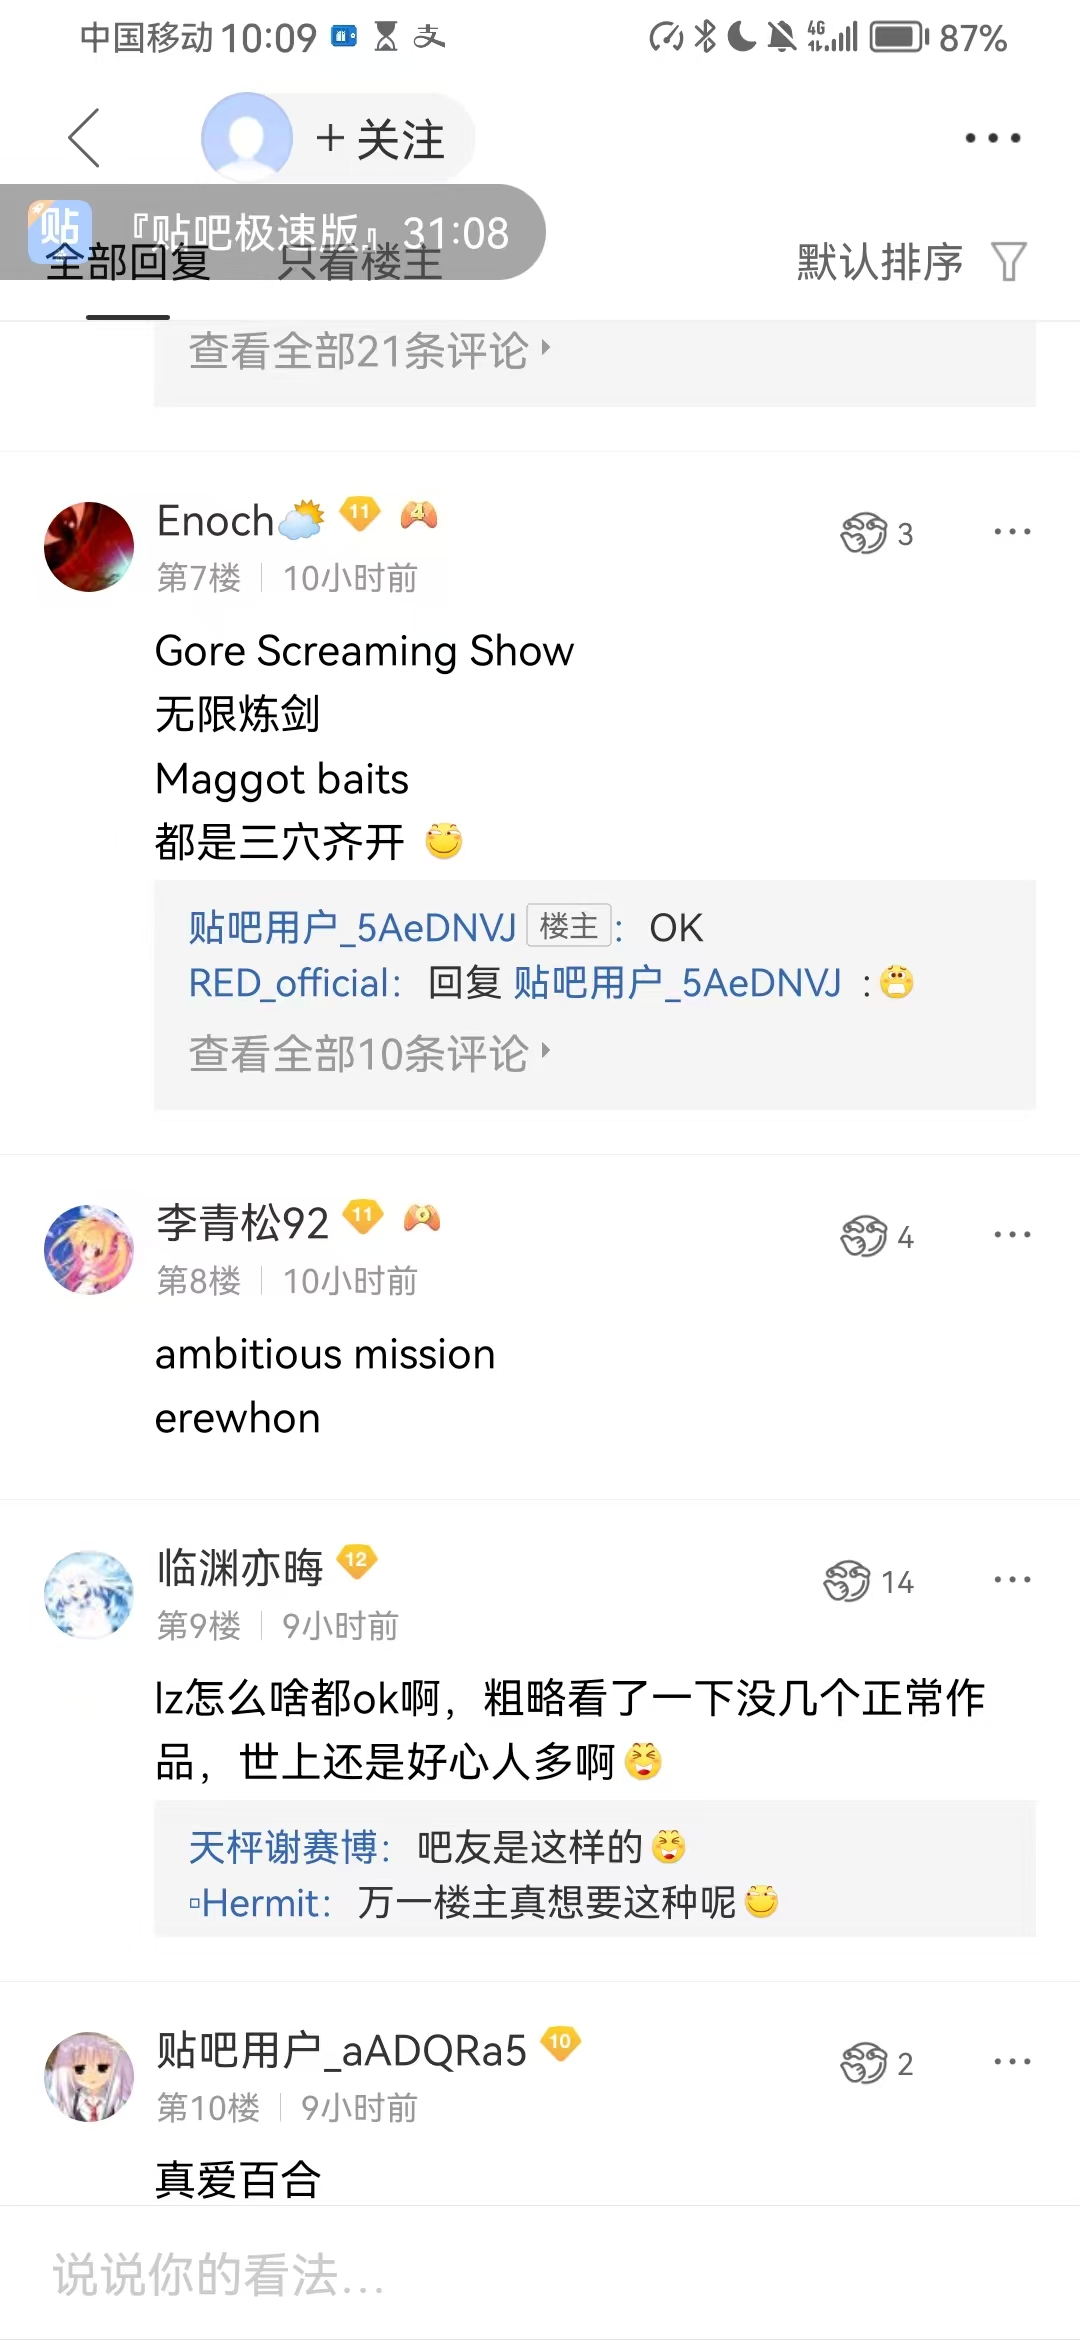 中国移动 10:09 4G 87%
+ 关注
贴 『贴吧极速版』 31:08
全部回复 只看楼主 默认排序
查看全部21条评论
Enoch 11 4 3
第7楼 10小时前
Gore Screaming Show
无限炼剑
Maggot baits
都是三穴齐开
贴吧用户_5AeDNVJ 楼主： OK
RED_official： 回复 贴吧用户_5AeDNVJ ：
查看全部10条评论
李青松92 11 4
第8楼 10小时前
ambitious mission
erewhon
临渊亦晦 12 14
第9楼 9小时前
lz怎么啥都ok啊，粗略看了一下没几个正常作
品，世上还是好心人多啊
天枰谢赛博： 吧友是这样的
▫Hermit： 万一楼主真想要这种呢
贴吧用户_aADQRa5 10 2
第10楼 9小时前
真爱百合
说说你的看法...